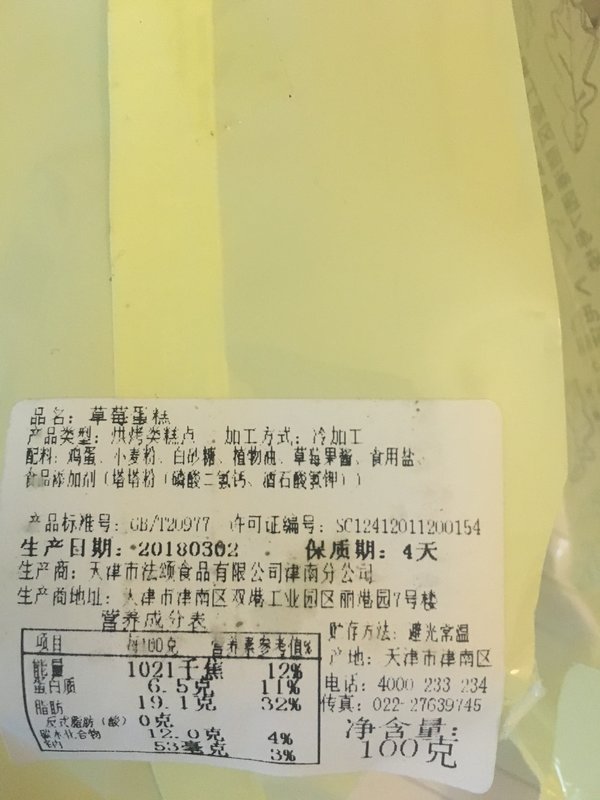 品名: 草莓蛋糕
产品类型: 烘烤类糕点 加工方式: 冷加工
配料: 鸡蛋、小麦粉、白砂糖、植物油、草莓果酱、食用盐、
食品添加剂(塔塔粉(磷酸二氢钙、酒石酸氢钾))
产品标准号: GB/T20977 许可证编号: SC12412011200154
生产日期: 20180302 保质期: 4天
生产商: 天津市法颂食品有限公司津南分公司
生产商地址: 天津市津南区双港工业园区丽港园7号楼
营养成分表
项目 每100克 营养素参考值%
能量 1021千焦 12%
蛋白质 6.5克 11%
脂肪 19.1克 32%
反式脂肪(酸) 0克
碳水化合物 12.0克 4%
钠 53毫克 3%
贮存方法: 避光常温
产地: 天津市津南区
电话: 4000 233 234
传真: 022-27639745
净含量:
100克